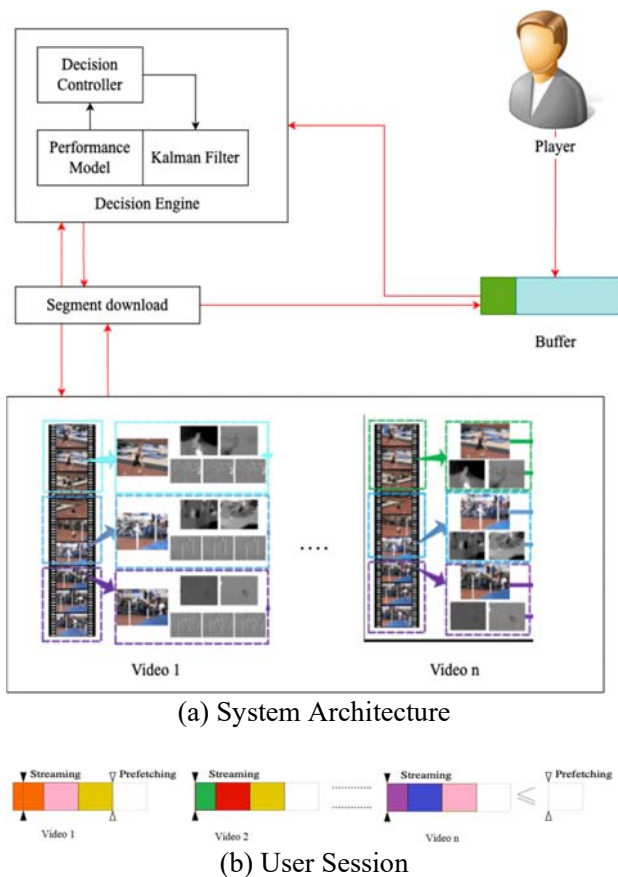 Decision
Controller
Performance
Model
Kalman Filter
Decision Engine
Player
Segment download
Buffer
....
Video 1
Video n
(a) System Architecture
Streaming
Prefetching
Streaming
Streaming
Prefetching
Video 1
Video 2
Video n
(b) User Session